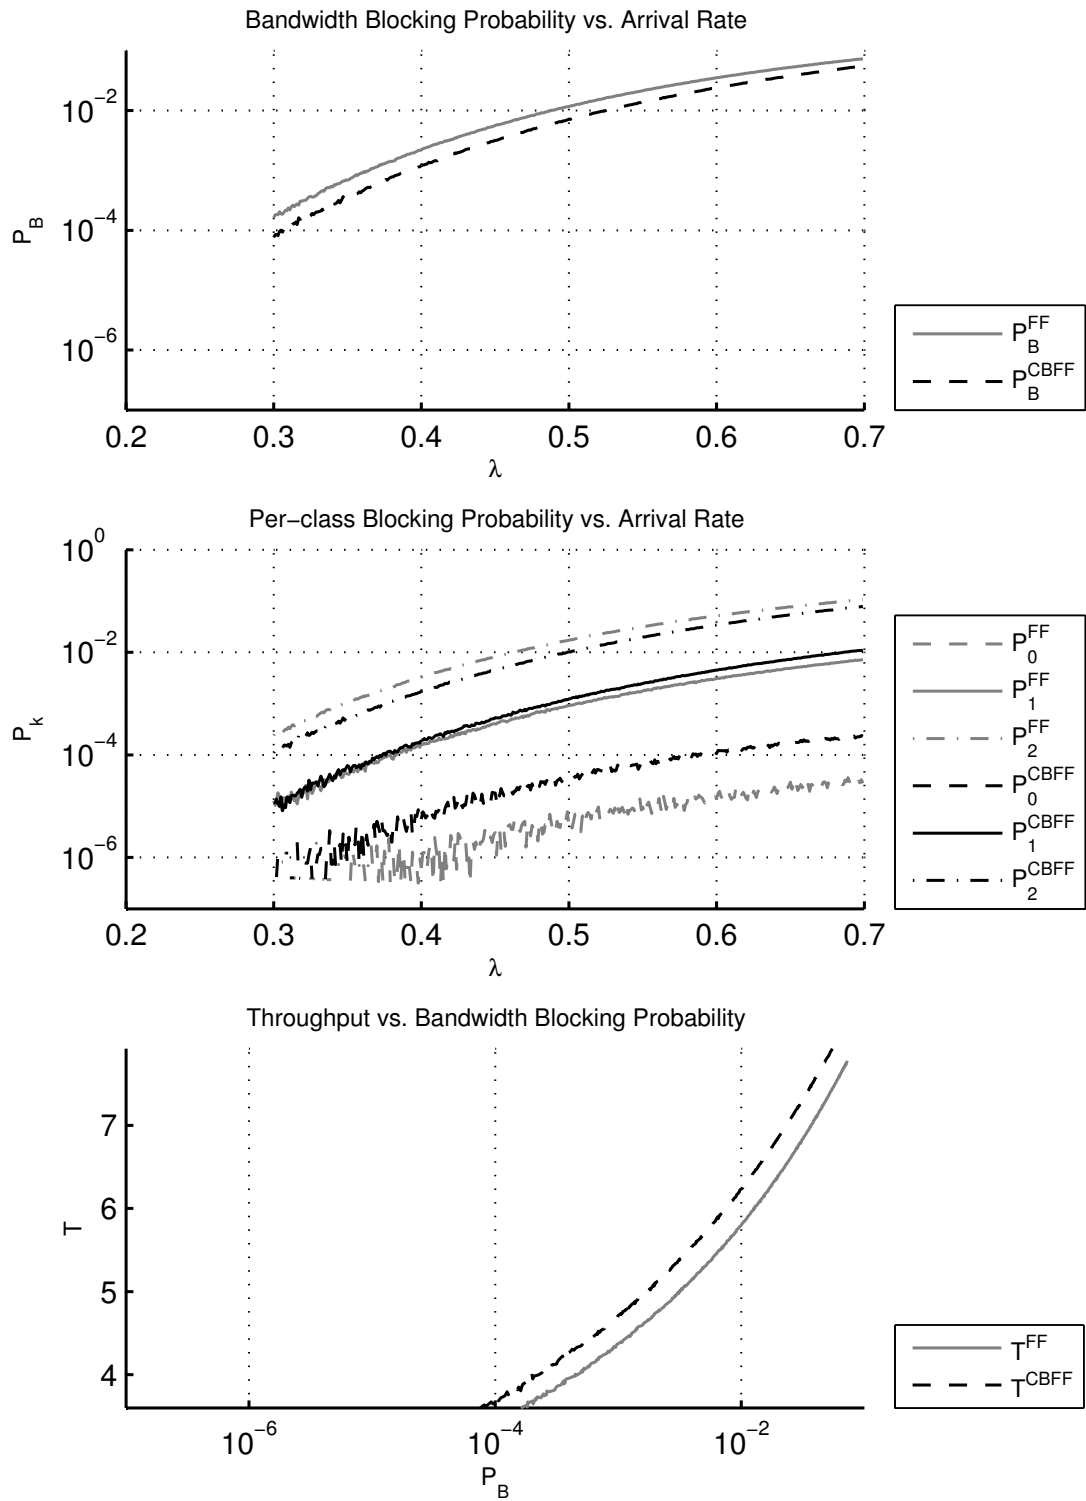 Bandwidth Blocking Probability vs. Arrival Rate
10^−2
10^−4
10^−6
P_B
0.2 0.3 0.4 0.5 0.6 0.7
λ
P_B^FF
P_B^CBFF
Per−class Blocking Probability vs. Arrival Rate
10^0
10^−2
10^−4
10^−6
P_k
0.2 0.3 0.4 0.5 0.6 0.7
λ
P_0^FF
P_1^FF
P_2^FF
P_0^CBFF
P_1^CBFF
P_2^CBFF
Throughput vs. Bandwidth Blocking Probability
7
6
5
4
T
10^−6 10^−4 10^−2
P_B
T^FF
T^CBFF